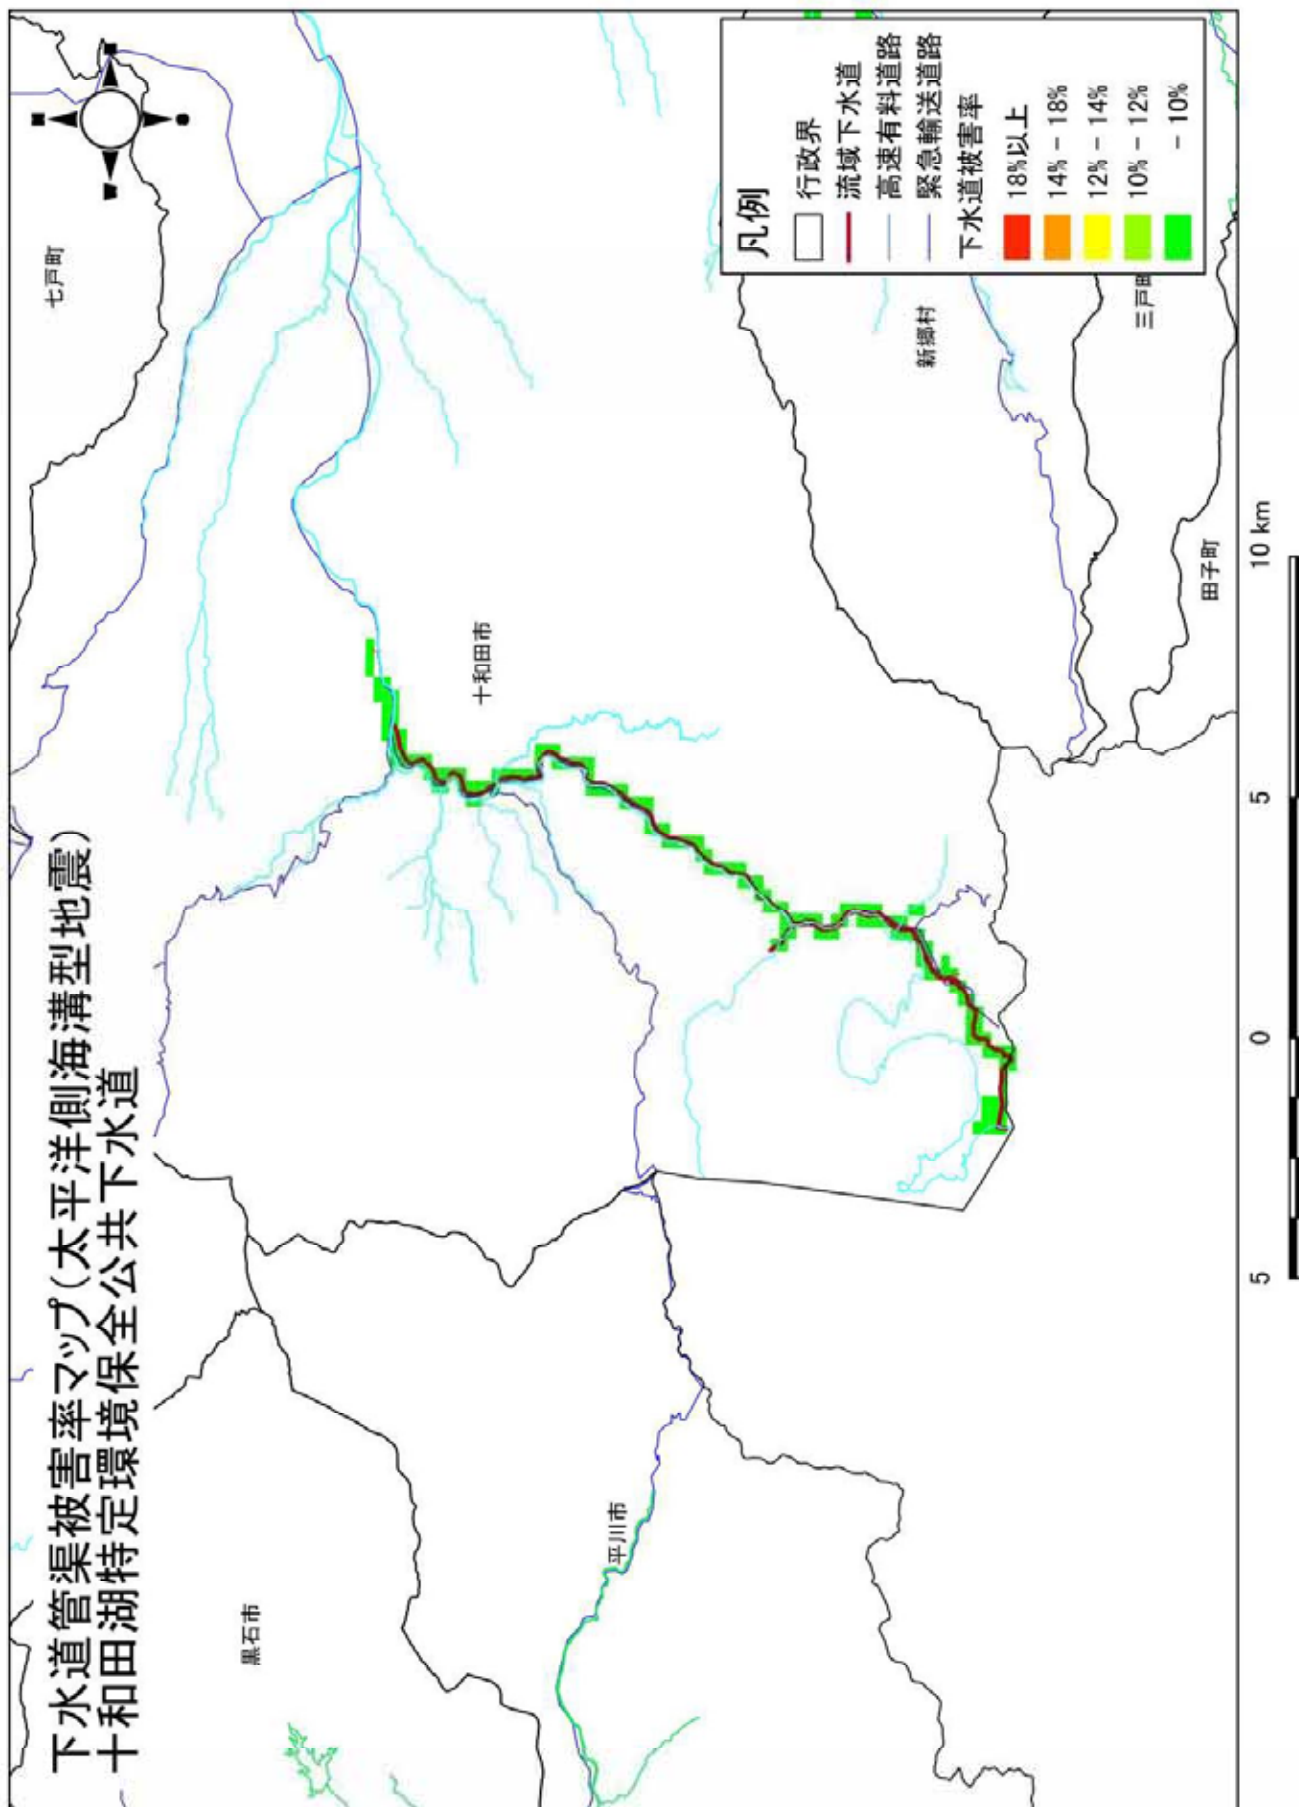 下水道管渠被害率マップ(太平洋側海溝型地震)
十和田湖特定環境保全公共下水道
凡例
行政界
流域下水道
高速有料道路
緊急輸送道路
下水道被害率
18%以上
14% - 18%
12% - 14%
10% - 12%
- 10%
七戸町
十和田市
新郷村
三戸町
田子町
黒石市
平川市
5
0
5
10 km